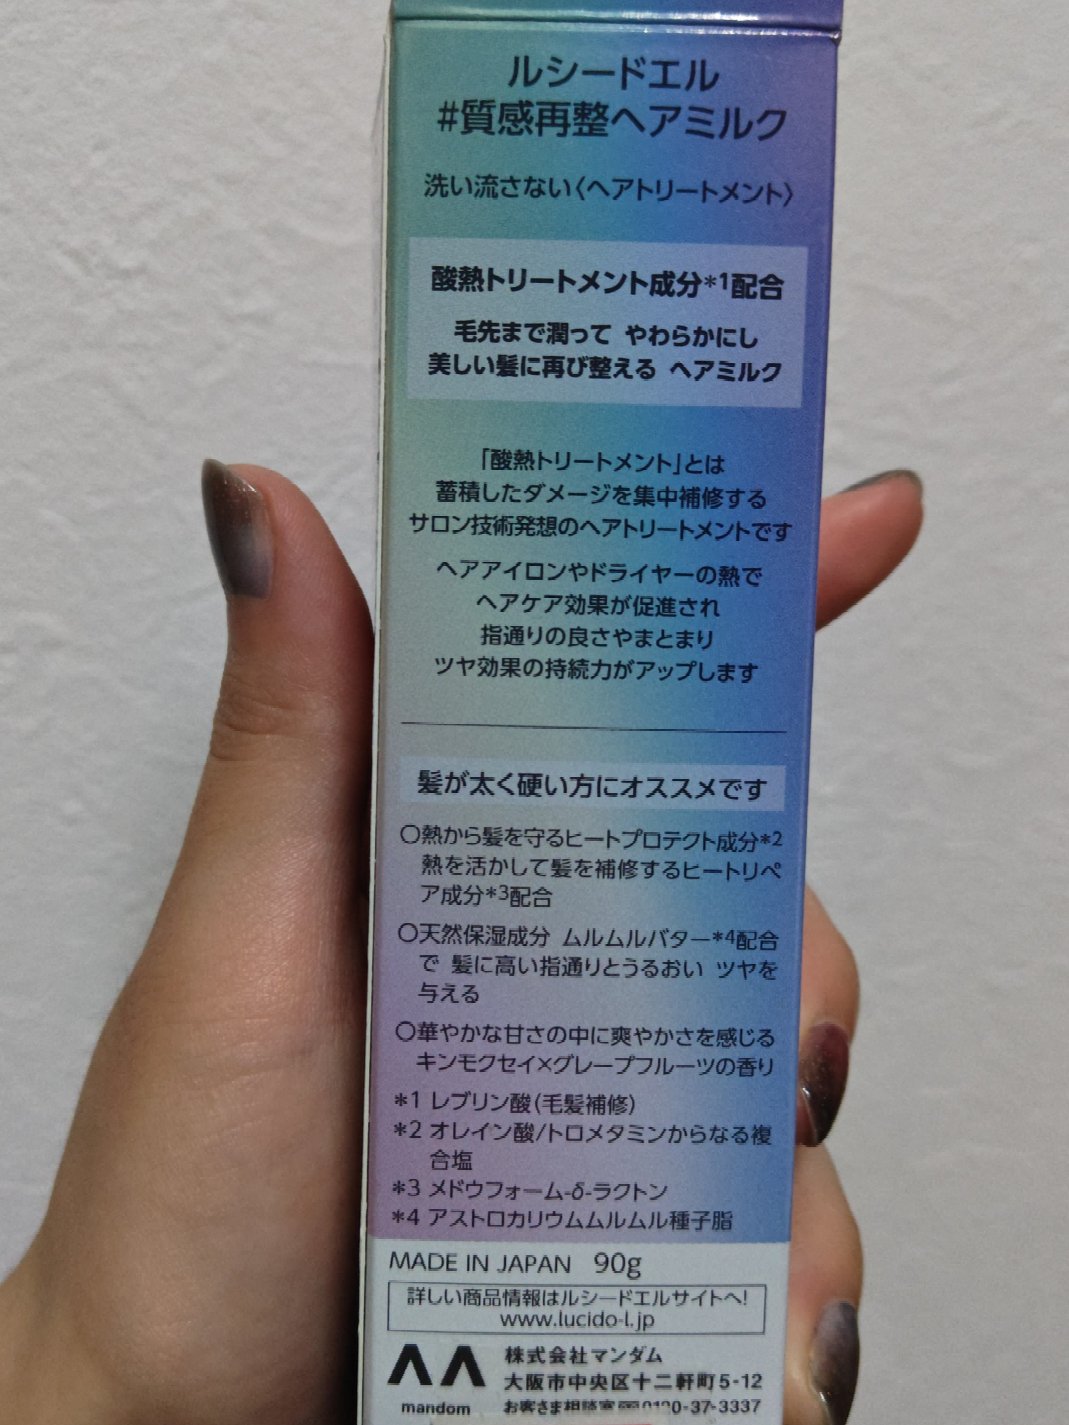 ルシードエル
#質感再整ヘアミルク
洗い流さない〈ヘアトリートメント〉
酸熱トリートメント成分*1配合
毛先まで潤って やわらかにし
美しい髪に再び整える ヘアミルク
「酸熱トリートメント」とは
蓄積したダメージを集中補修する
サロン技術発想のヘアトリートメントです
ヘアアイロンやドライヤーの熱で
ヘアケア効果が促進され
指通りの良さやまとまり
ツヤ効果の持続力がアップします
髪が太く硬い方にオススメです
○熱から髪を守るヒートプロテクト成分*2
熱を活かして髪を補修するヒートリペ
ア成分*3配合
○天然保湿成分 ムルムルバター*4配合
で 髪に高い指通りとうるおい ツヤを
与える
○華やかな甘さの中に爽やかさを感じる
キンモクセイ×グレープフルーツの香り
*1 レブリン酸(毛髪補修)
*2 オレイン酸/トロメタミンからなる複
合塩
*3 メドウフォーム-δ-ラクトン
*4 アストロカリウムムルムル種子脂
MADE IN JAPAN 90g
詳しい商品情報はルシードエルサイトへ!
www.lucido-l.jp
株式会社マンダム
大阪市中央区十二軒町5-12
mandom お客さま相談室 0120-37-3337